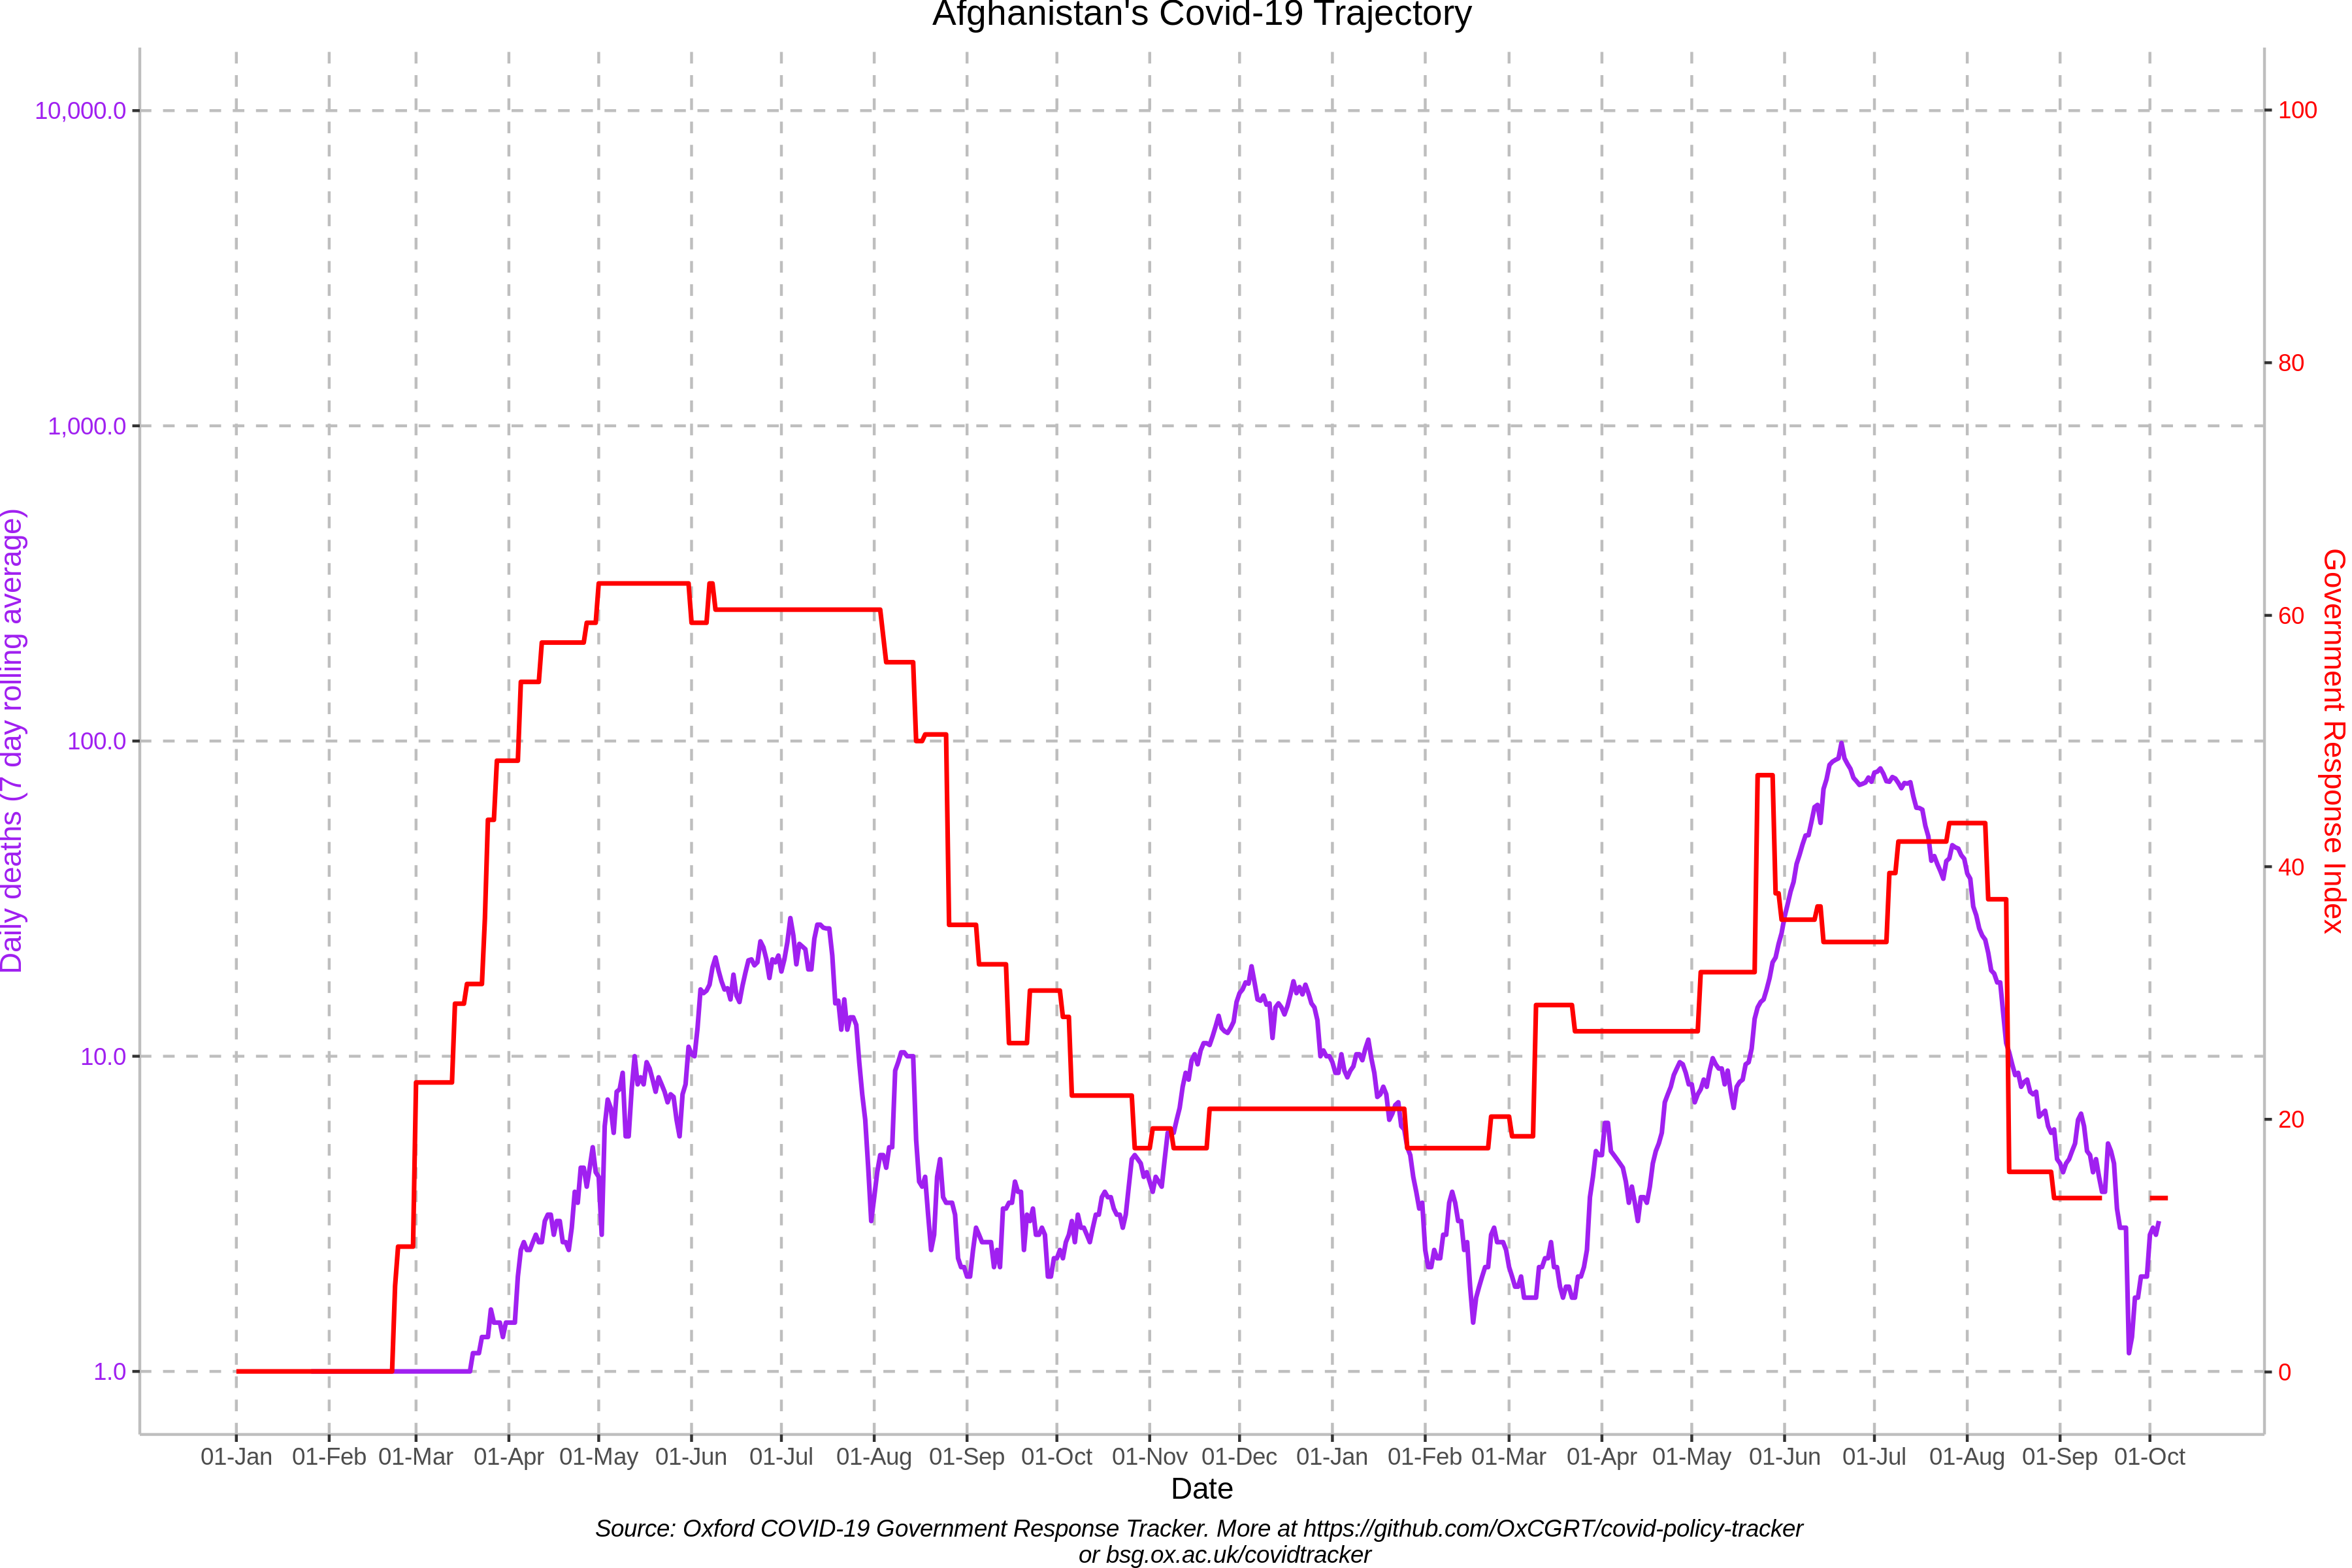 Afghanistan's Covid-19 Trajectory
10,000.0
1,000.0
100.0
10.0
1.0
Daily deaths (7 day rolling average)
100
80
60
40
20
0
Government Response Index
01-Jan 01-Feb 01-Mar 01-Apr 01-May 01-Jun 01-Jul 01-Aug 01-Sep 01-Oct 01-Nov 01-Dec 01-Jan 01-Feb 01-Mar 01-Apr 01-May 01-Jun 01-Jul 01-Aug 01-Sep 01-Oct
Date
Source: Oxford COVID-19 Government Response Tracker. More at https://github.com/OxCGRT/covid-policy-tracker
or bsg.ox.ac.uk/covidtracker